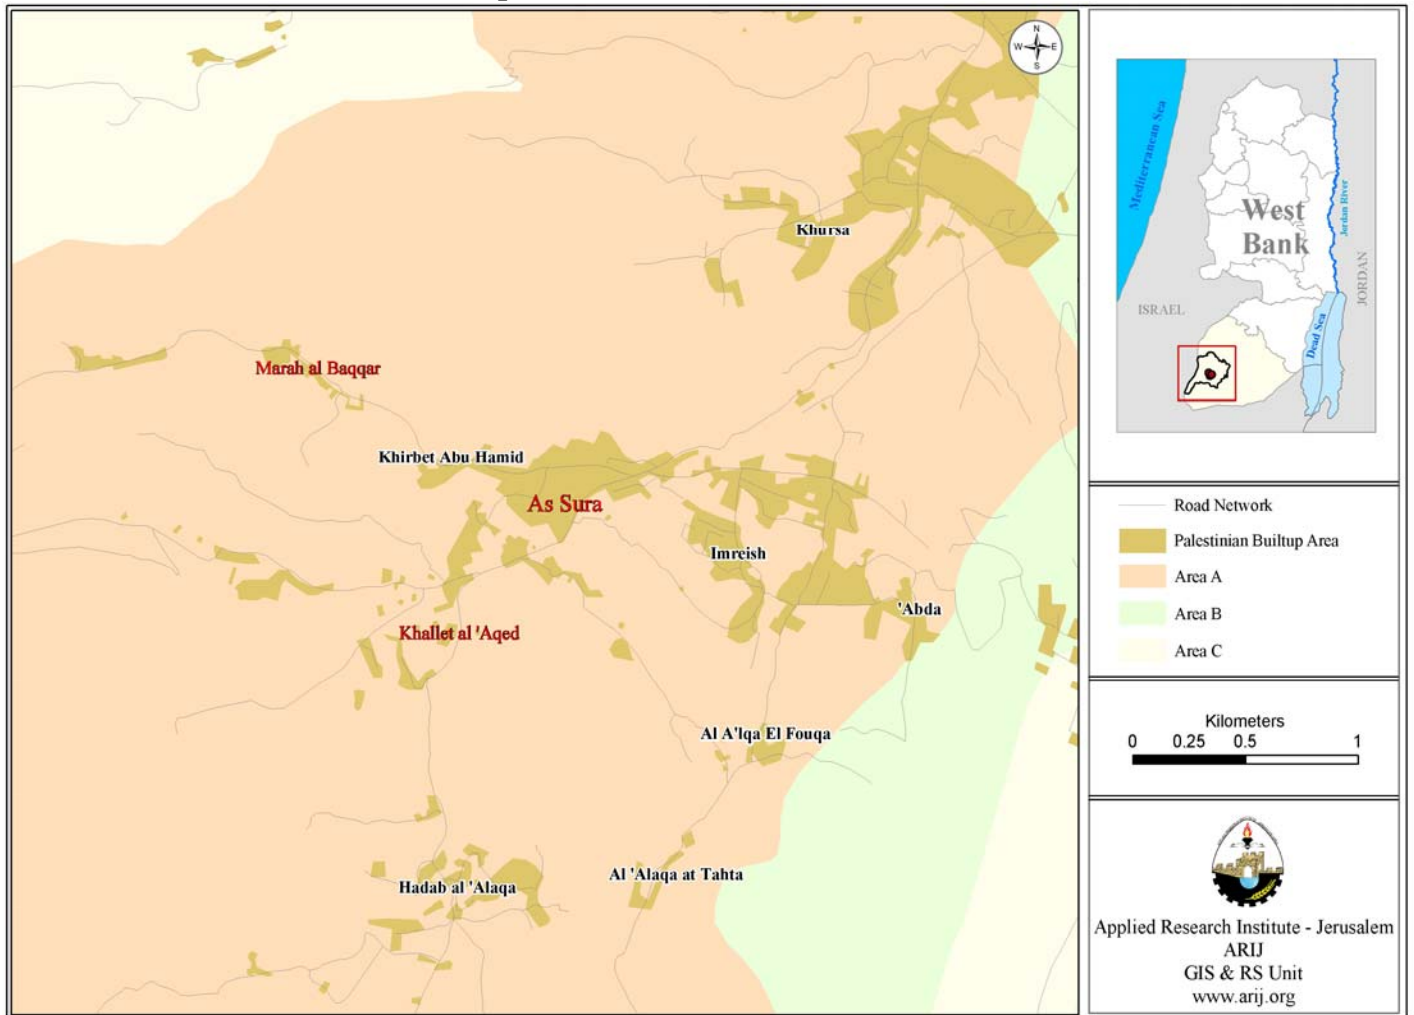 N
W E
S
Khursa
Marah al Baqqar
Khirbet Abu Hamid
As Sura
Imreish
'Abda
Khallet al 'Aqed
Al A'lqa El Fouqa
Al 'Alaqa at Tahta
Hadab al 'Alaqa
Mediterranean Sea
West
Bank
Jordan River
JORDAN
ISRAEL
Dead Sea
Road Network
Palestinian Builtup Area
Area A
Area B
Area C
Kilometers
0 0.25 0.5 1
Applied Research Institute - Jerusalem
ARIJ
GIS & RS Unit
www.arij.org